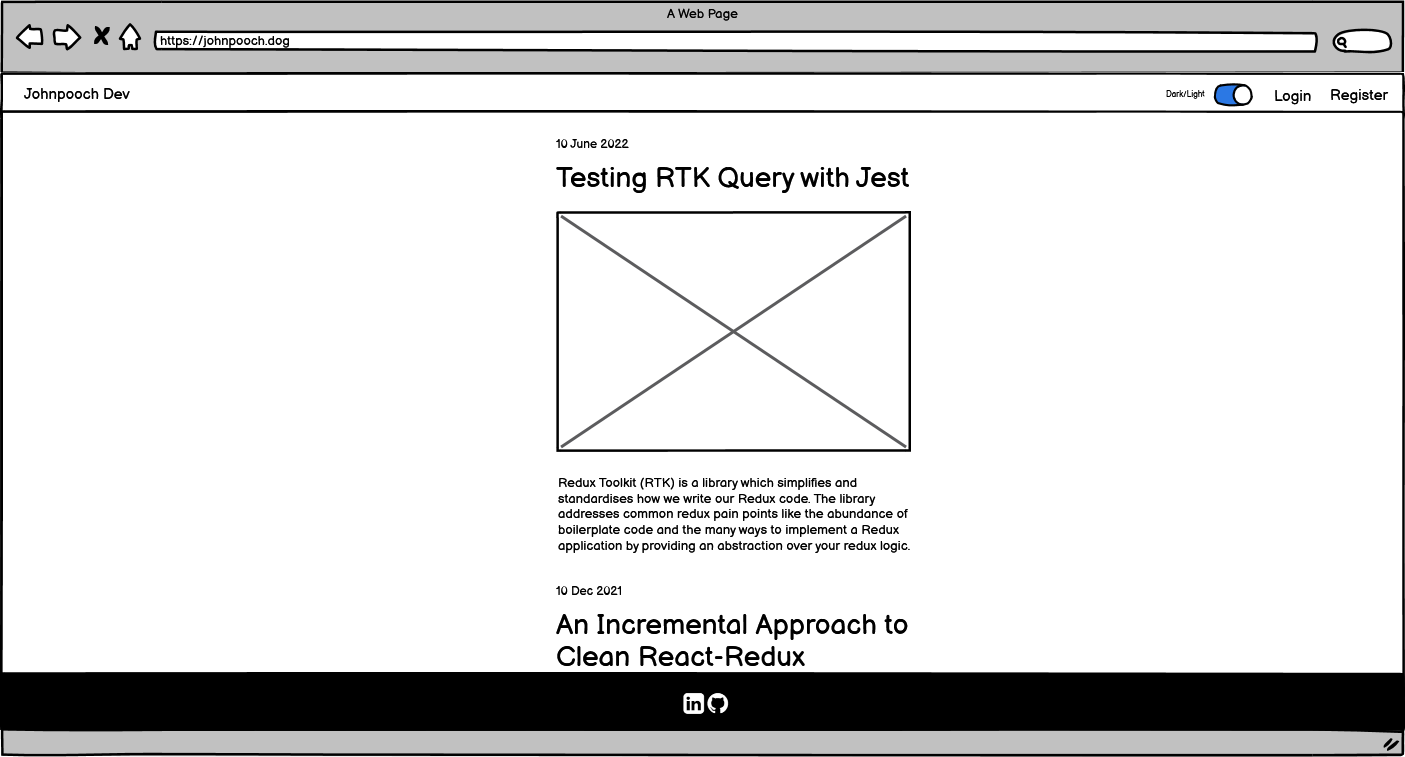 A Web Page
https://johnpooch.dog
Johnpooch Dev
Dark/Light
Login
Register
10 June 2022
Testing RTK Query with Jest
Redux Toolkit (RTK) is a library which simplifies and
standardises how we write our Redux code. The library
addresses common redux pain points like the abundance of
boilerplate code and the many ways to implement a Redux
application by providing an abstraction over your redux logic.
10 Dec 2021
An Incremental Approach to
Clean React-Redux
in